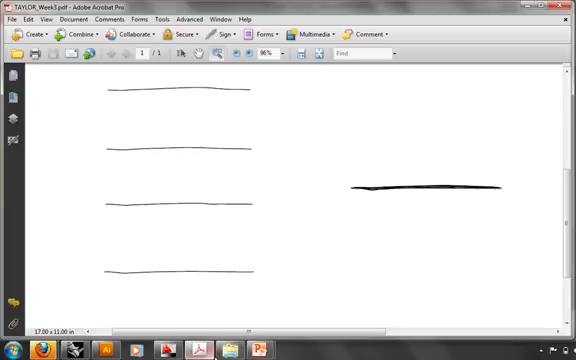 TAYLOR_Week3.pdf - Adobe Acrobat Pro
File Edit View Document Comments Forms Tools Advanced Window Help
Create Combine Collaborate Secure Sign Forms Multimedia Comment
1 / 1 96% Find
17.00 x 11.00 in